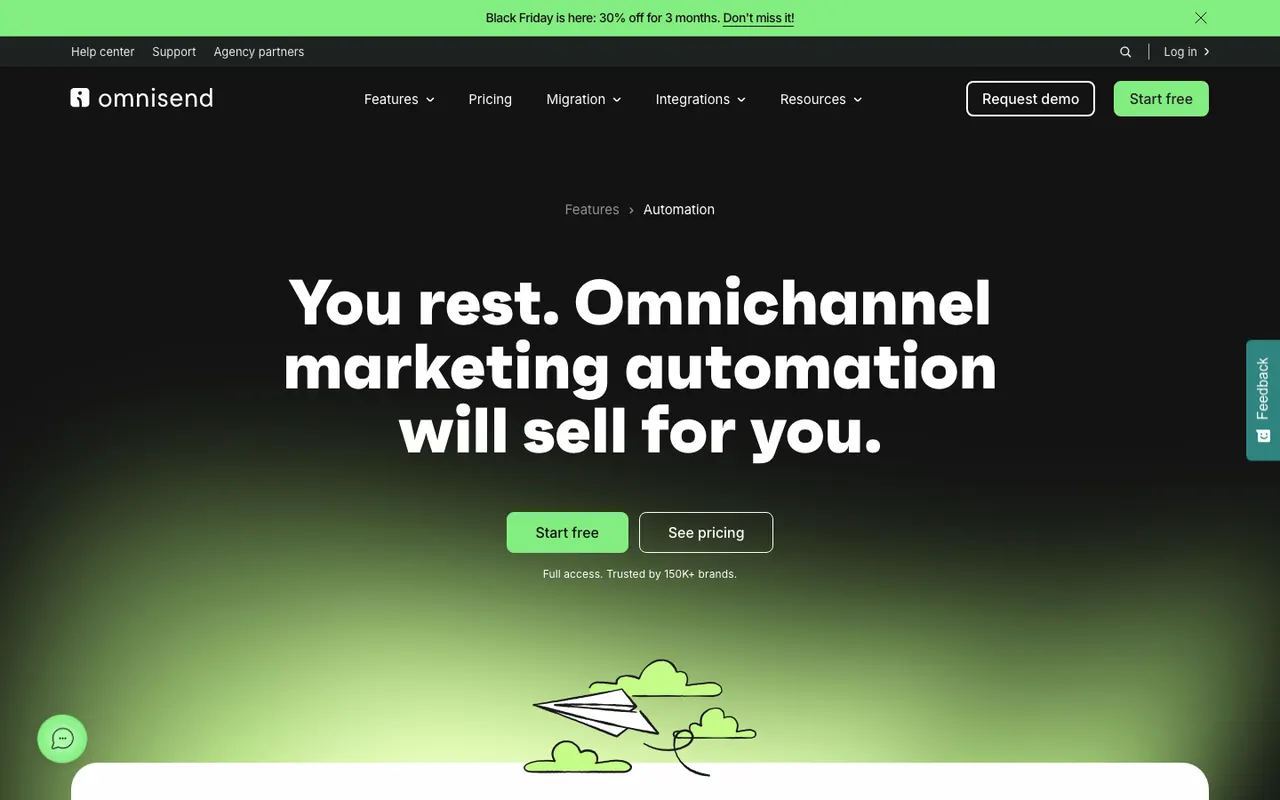 Black Friday is here: 30% off for 3 months. Don't miss it!
Help center Support Agency partners Log in
omnisend Features Pricing Migration Integrations Resources Request demo Start free
Features › Automation
You rest. Omnichannel
marketing automation
will sell for you.
Feedback
Start free See pricing
Full access. Trusted by 150K+ brands.